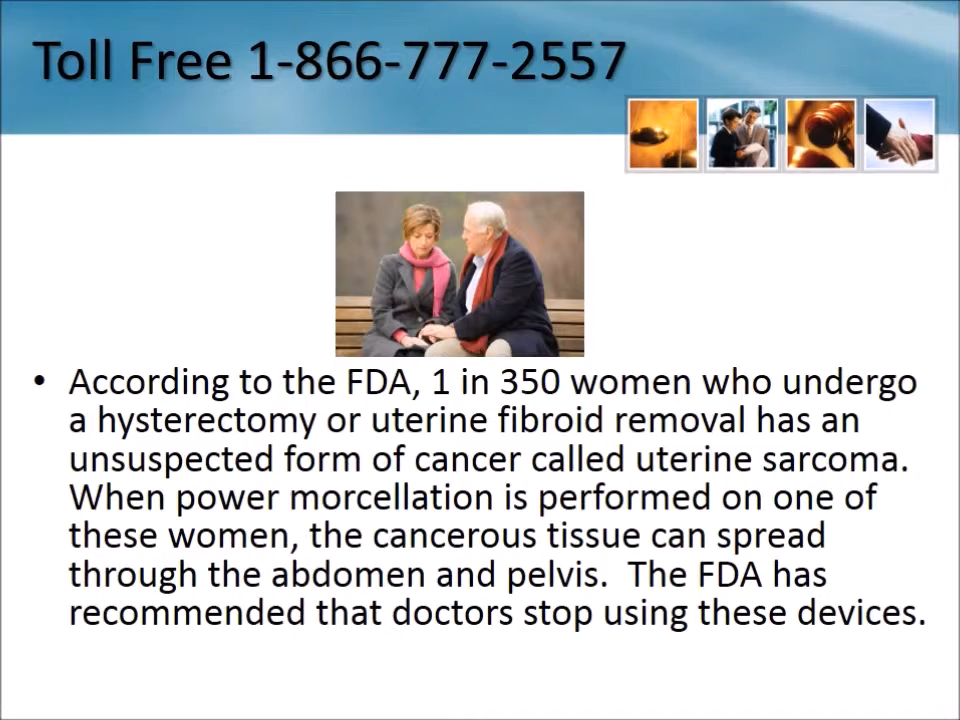 Toll Free 1-866-777-2557
• According to the FDA, 1 in 350 women who undergo
a hysterectomy or uterine fibroid removal has an
unsuspected form of cancer called uterine sarcoma.
When power morcellation is performed on one of
these women, the cancerous tissue can spread
through the abdomen and pelvis.  The FDA has
recommended that doctors stop using these devices.